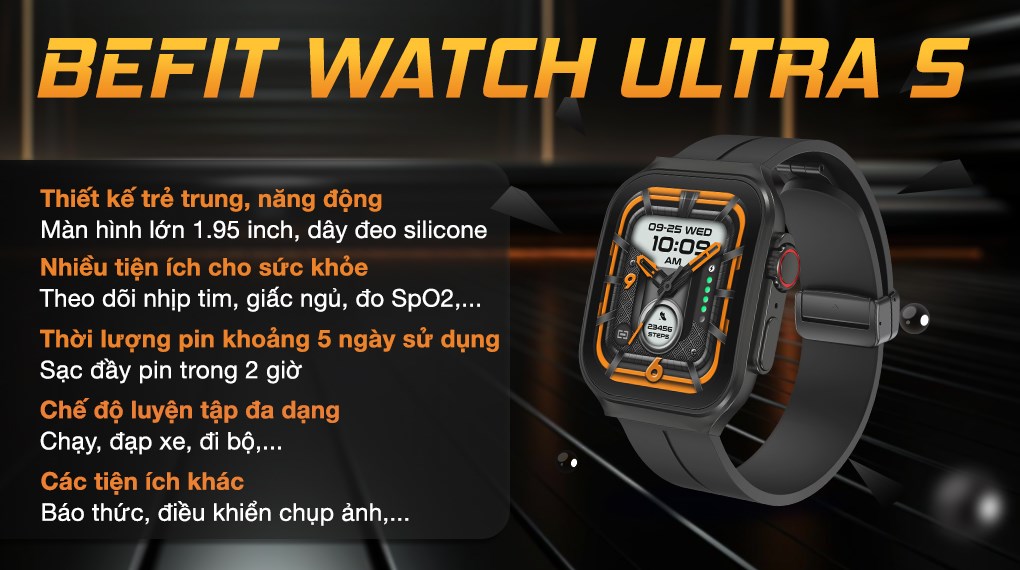 BEFIT WATCH ULTRA S
Thiết kế trẻ trung, năng động
Màn hình lớn 1.95 inch, dây đeo silicone
Nhiều tiện ích cho sức khỏe
Theo dõi nhịp tim, giấc ngủ, đo SpO2,...
Thời lượng pin khoảng 5 ngày sử dụng
Sạc đầy pin trong 2 giờ
Chế độ luyện tập đa dạng
Chạy, đạp xe, đi bộ,...
Các tiện ích khác
Báo thức, điều khiển chụp ảnh,...
09-25 WED
10:09
AM
9
23456
STEPS
6